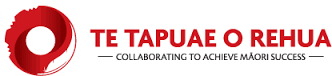 TE TAPUAE O REHUA
COLLABORATING TO ACHIEVE MĀORI SUCCESS